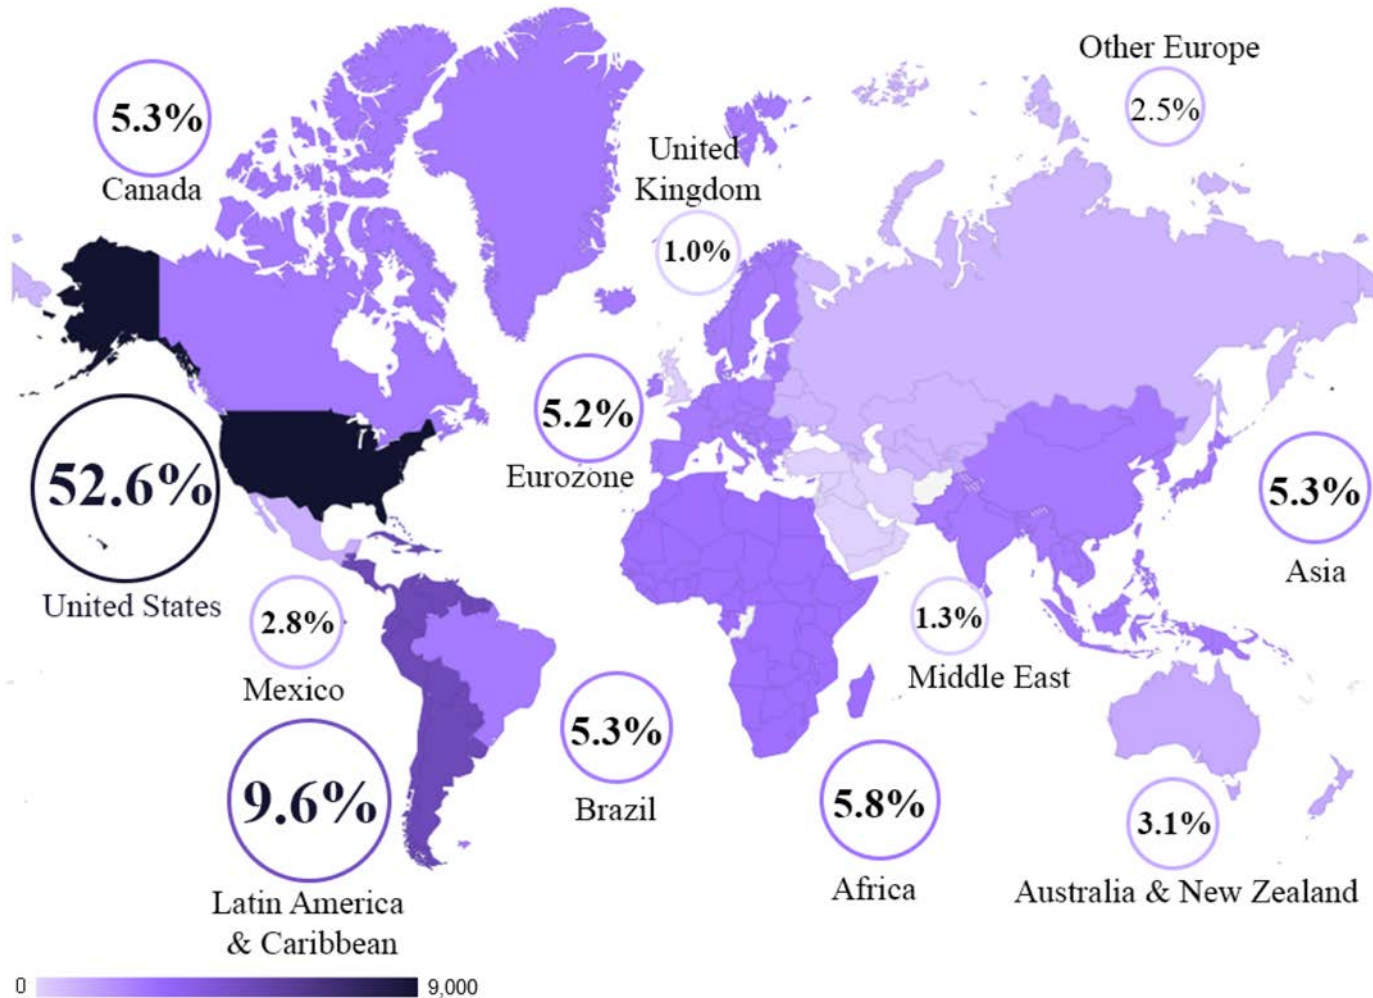 Other Europe
2.5%
5.3%
Canada
United
Kingdom
1.0%
5.2%
Eurozone
52.6%
United States
5.3%
Asia
2.8%
Mexico
1.3%
Middle East
9.6%
Latin America
& Caribbean
5.3%
Brazil
5.8%
Africa
3.1%
Australia & New Zealand
0
9,000